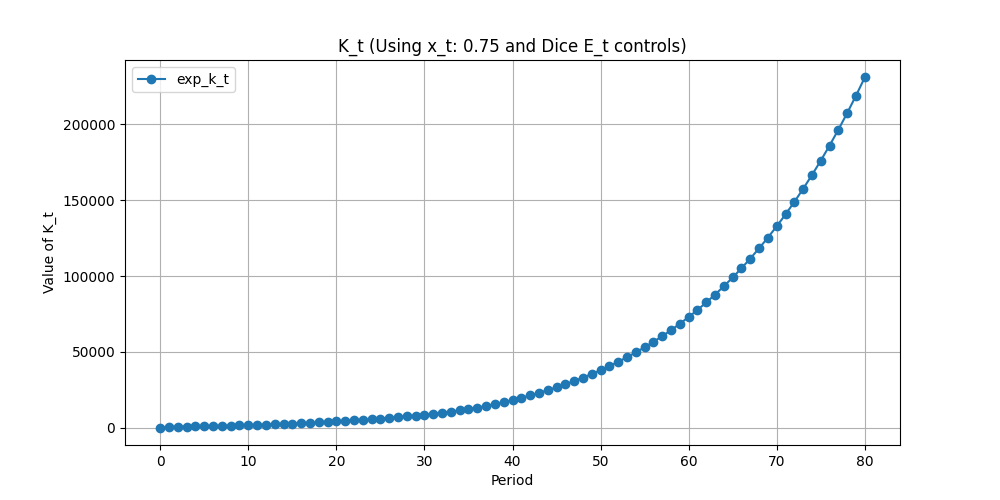 K_t (Using x_t: 0.75 and Dice E_t controls)
exp_k_t
Value of K_t
200000
150000
100000
50000
0
0 10 20 30 40 50 60 70 80
Period